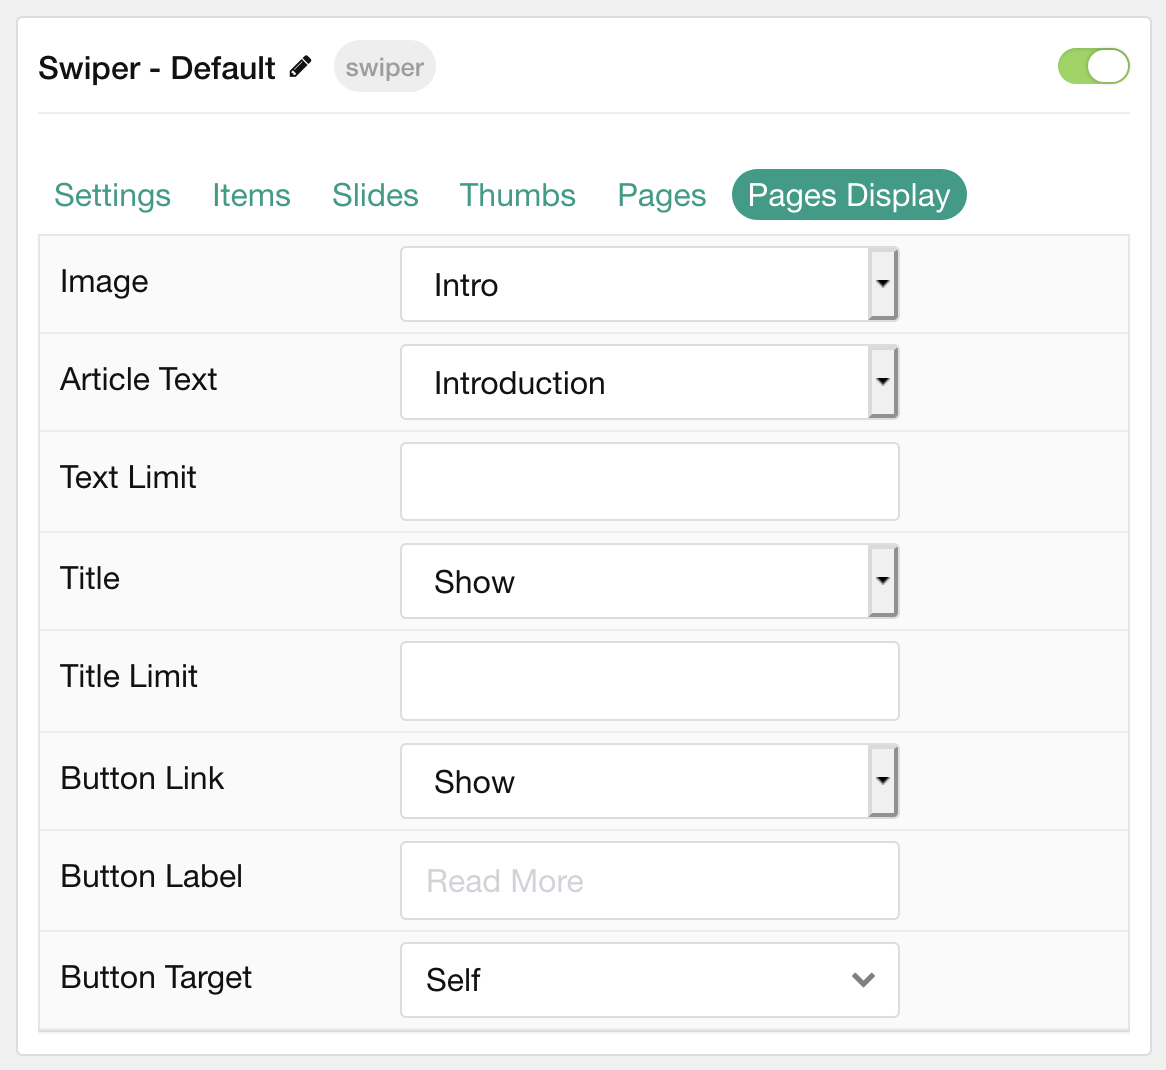 Swiper - Default swiper
Settings Items Slides Thumbs Pages Pages Display
Image Intro
Article Text Introduction
Text Limit
Title Show
Title Limit
Button Link Show
Button Label Read More
Button Target Self